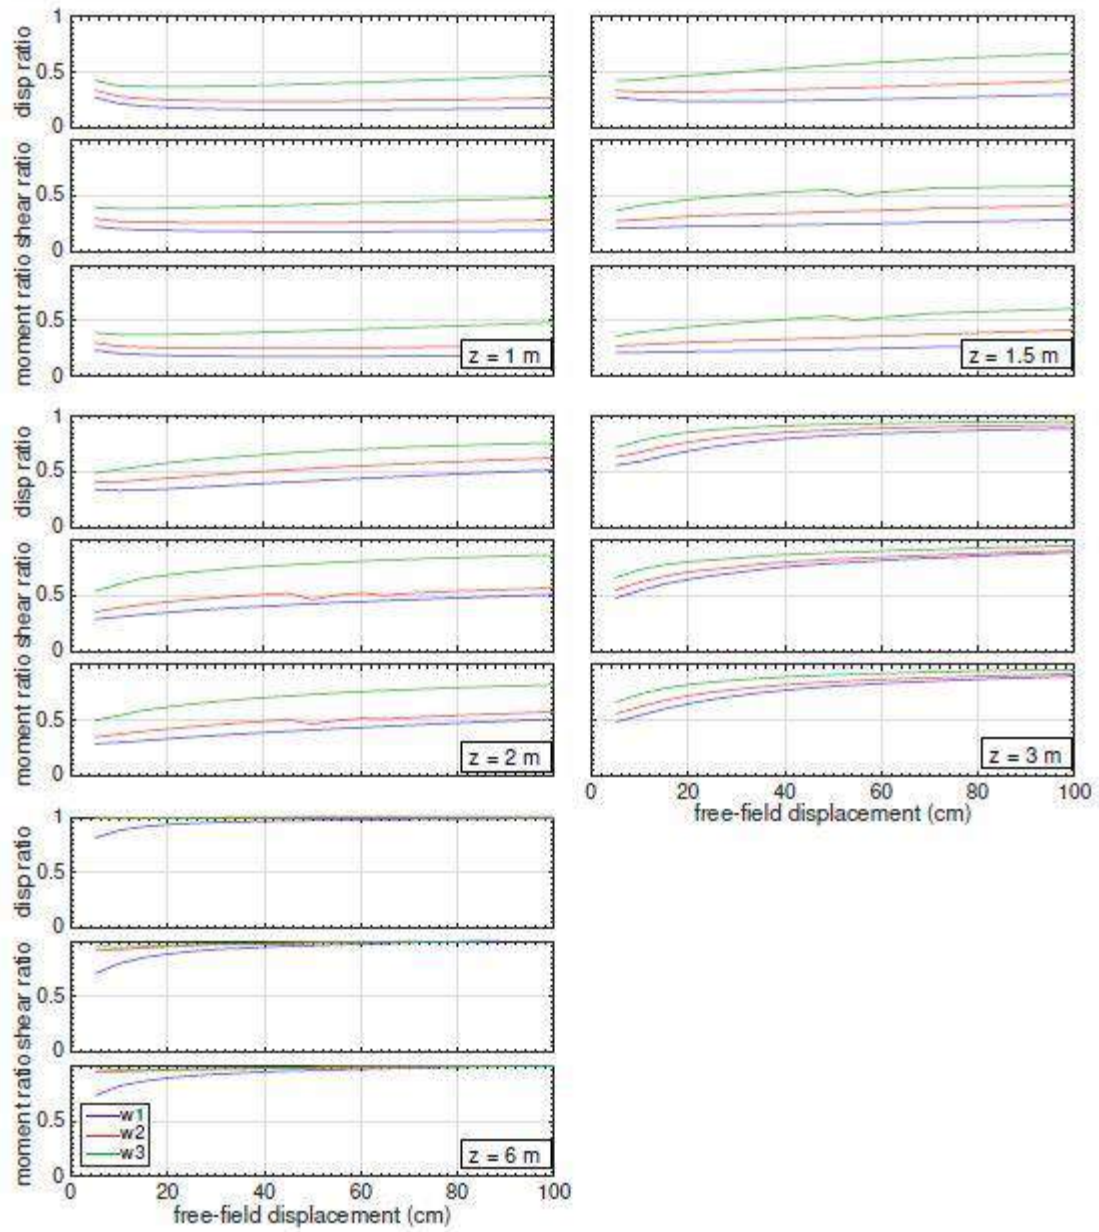 disp ratio
1
0.5
0
shear ratio
0.5
0
moment ratio
0.5
0
z = 1 m
z = 1.5 m
disp ratio
1
0.5
0
shear ratio
0.5
0
moment ratio
0.5
0
z = 2 m
z = 3 m
0 20 40 60 80 100
free-field displacement (cm)
disp ratio
1
0.5
0
shear ratio
0.5
0
moment ratio
0.5
0
w1
w2
w3
z = 6 m
0 20 40 60 80 100
free-field displacement (cm)